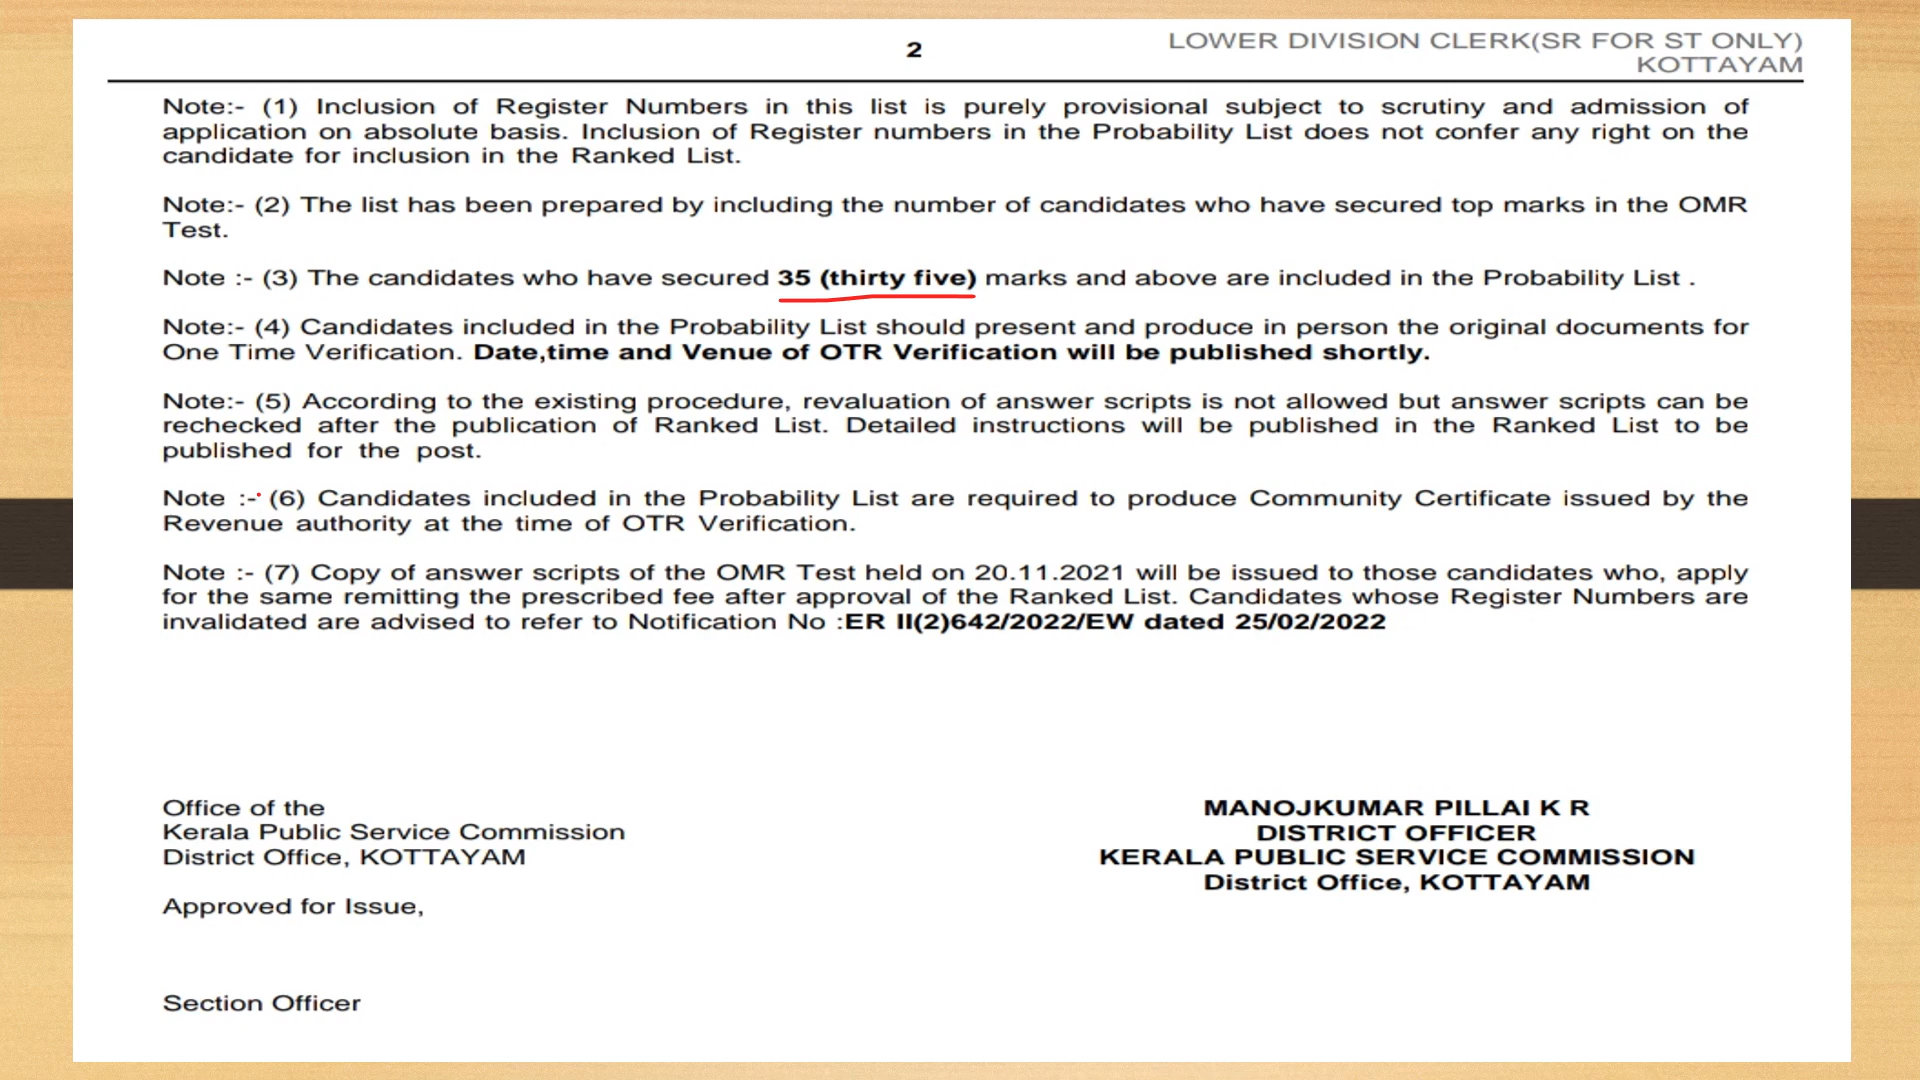 2
LOWER DIVISION CLERK(SR FOR ST ONLY)
KOTTAYAM
Note:- (1) Inclusion of Register Numbers in this list is purely provisional subject to scrutiny and admission of
application on absolute basis. Inclusion of Register numbers in the Probability List does not confer any right on the
candidate for inclusion in the Ranked List.
Note:- (2) The list has been prepared by including the number of candidates who have secured top marks in the OMR
Test.
Note :- (3) The candidates who have secured 35 (thirty five) marks and above are included in the Probability List .
Note:- (4) Candidates included in the Probability List should present and produce in person the original documents for
One Time Verification. Date,time and Venue of OTR Verification will be published shortly.
Note:- (5) According to the existing procedure, revaluation of answer scripts is not allowed but answer scripts can be
rechecked after the publication of Ranked List. Detailed instructions will be published in the Ranked List to be
published for the post.
Note :- (6) Candidates included in the Probability List are required to produce Community Certificate issued by the
Revenue authority at the time of OTR Verification.
Note :- (7) Copy of answer scripts of the OMR Test held on 20.11.2021 will be issued to those candidates who, apply
for the same remitting the prescribed fee after approval of the Ranked List. Candidates whose Register Numbers are
invalidated are advised to refer to Notification No :ER II(2)642/2022/EW dated 25/02/2022
Office of the
Kerala Public Service Commission
District Office, KOTTAYAM
Approved for Issue,
Section Officer
MANOJKUMAR PILLAI K R
DISTRICT OFFICER
KERALA PUBLIC SERVICE COMMISSION
District Office, KOTTAYAM